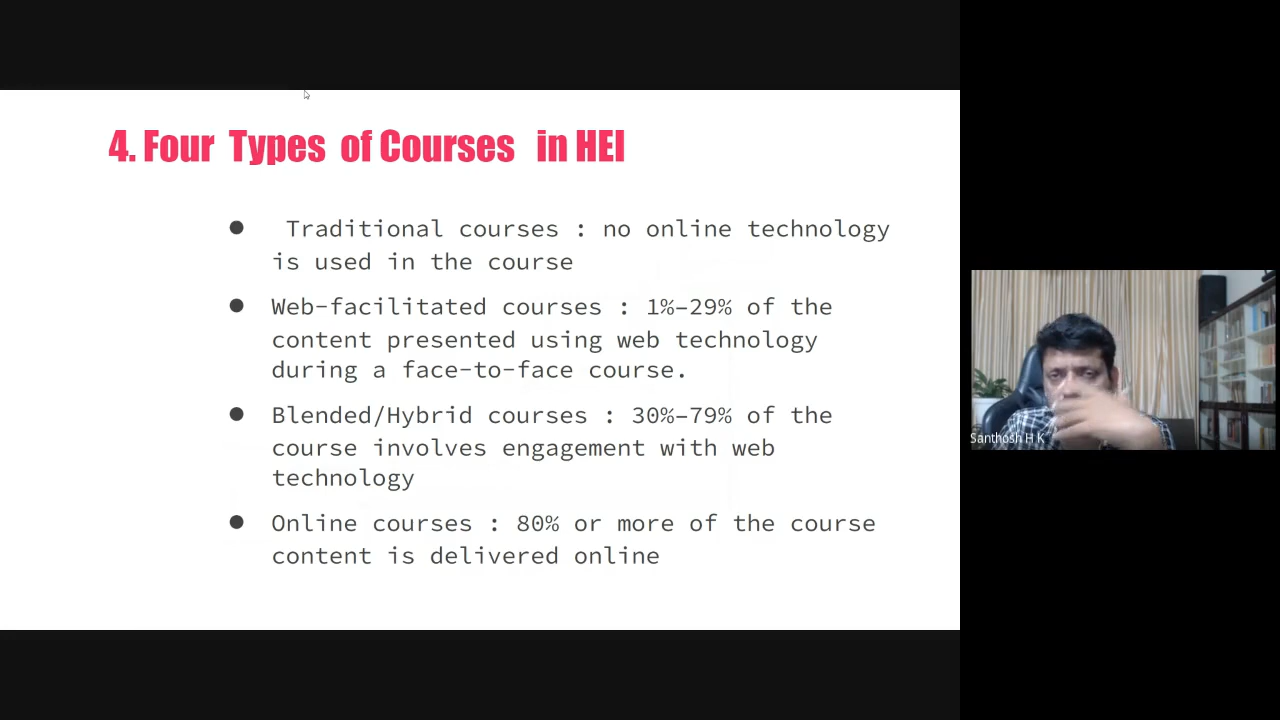 4. Four Types of Courses in HEI
● Traditional courses : no online technology
is used in the course
● Web-facilitated courses : 1%–29% of the
content presented using web technology
during a face-to-face course.
● Blended/Hybrid courses : 30%–79% of the
course involves engagement with web
technology
● Online courses : 80% or more of the course
content is delivered online
Santhosh H K